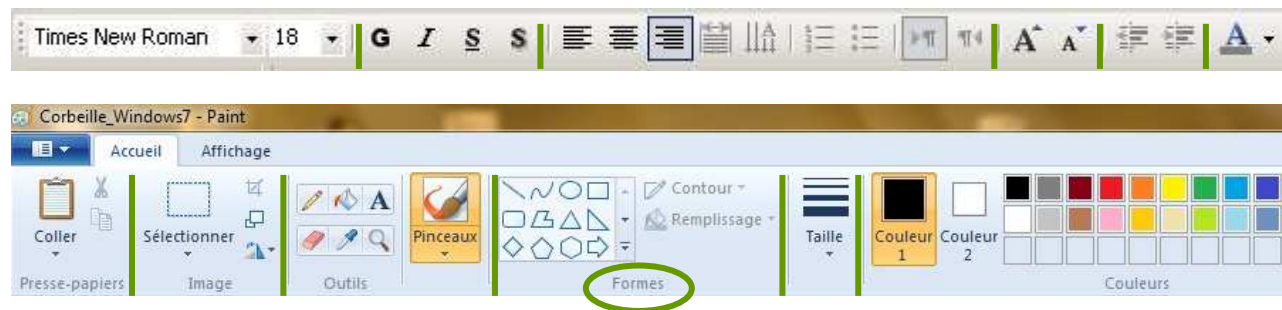 Times New Roman 18 G I S S A A A
Corbeille_Windows7 - Paint
Accueil Affichage
A Contour
Remplissage
Coller Sélectionner Pinceaux Taille Couleur 1 Couleur 2
Presse-papiers Image Outils Formes Couleurs